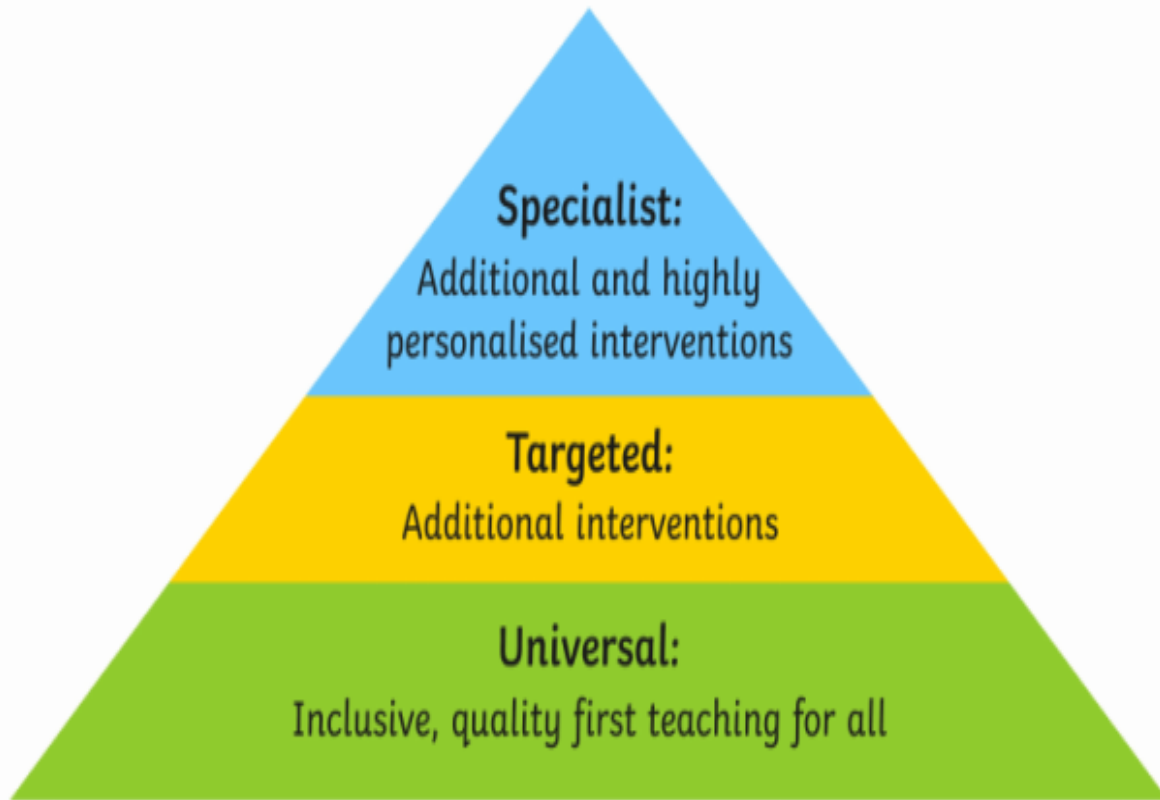 Specialist:
Additional and highly
personalised interventions
Targeted:
Additional interventions
Universal:
Inclusive, quality first teaching for all